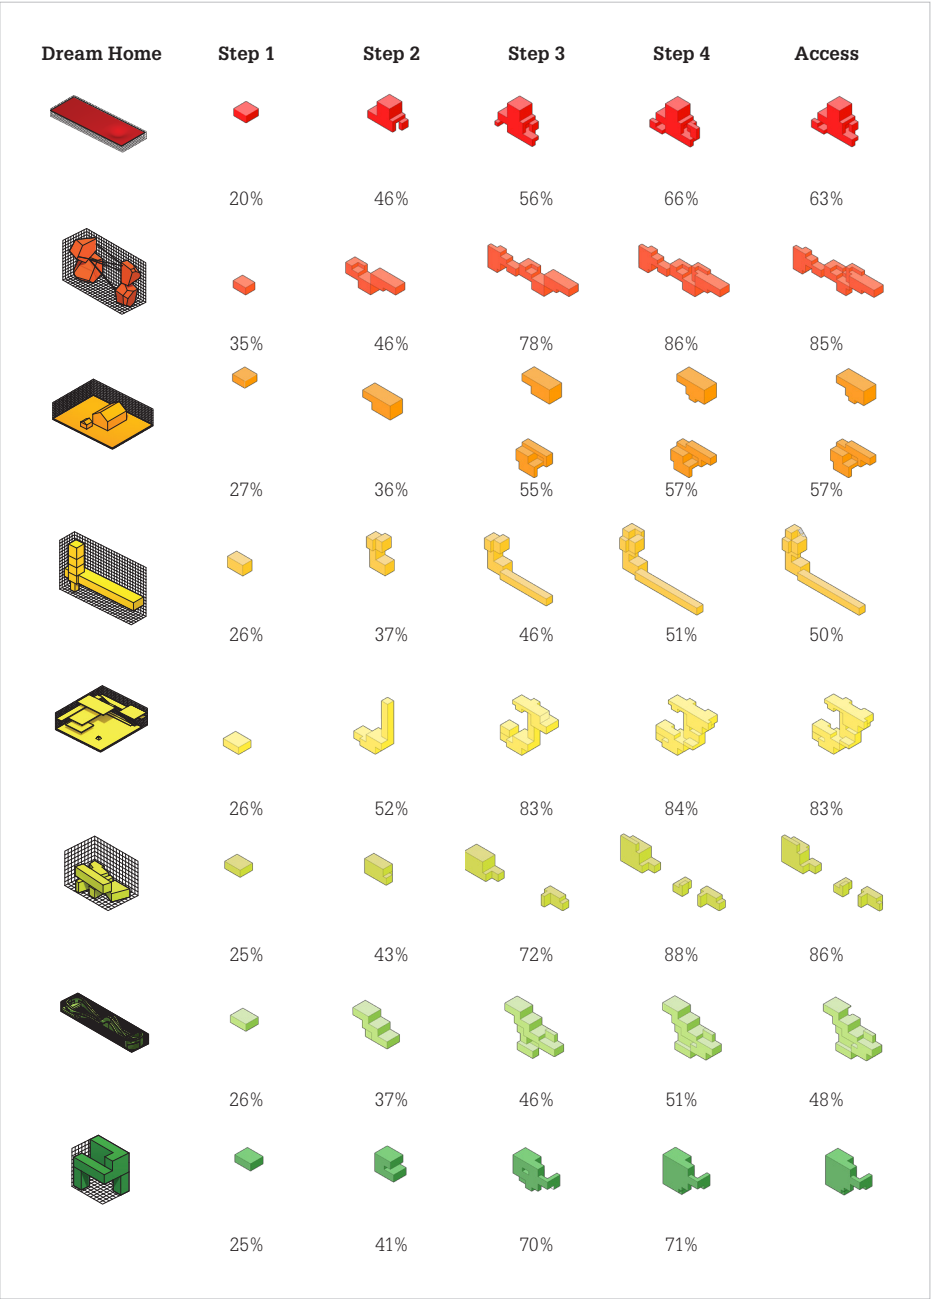 Dream Home Step 1 Step 2 Step 3 Step 4 Access
20% 46% 56% 66% 63%
35% 46% 78% 86% 85%
27% 36% 55% 57% 57%
26% 37% 46% 51% 50%
26% 52% 83% 84% 83%
25% 43% 72% 88% 86%
26% 37% 46% 51% 48%
25% 41% 70% 71%